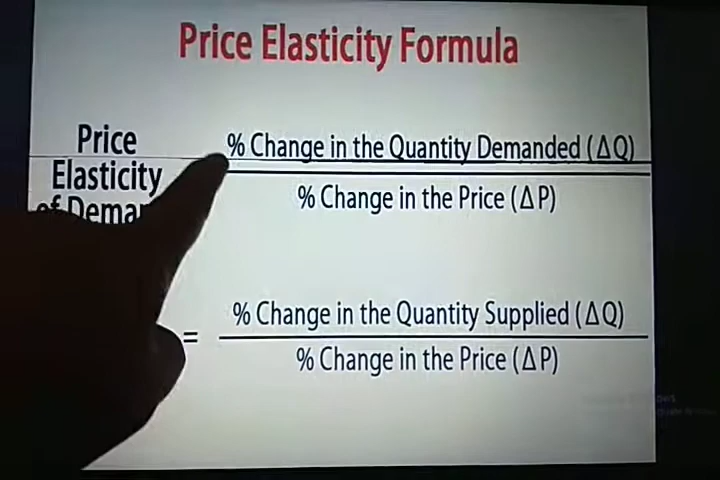 Price Elasticity Formula
Price
Elasticity
of
% Change in the Quantity Demanded (ΔQ)
% Change in the Price (ΔP)
=
% Change in the Quantity Supplied (ΔQ)
% Change in the Price (ΔP)